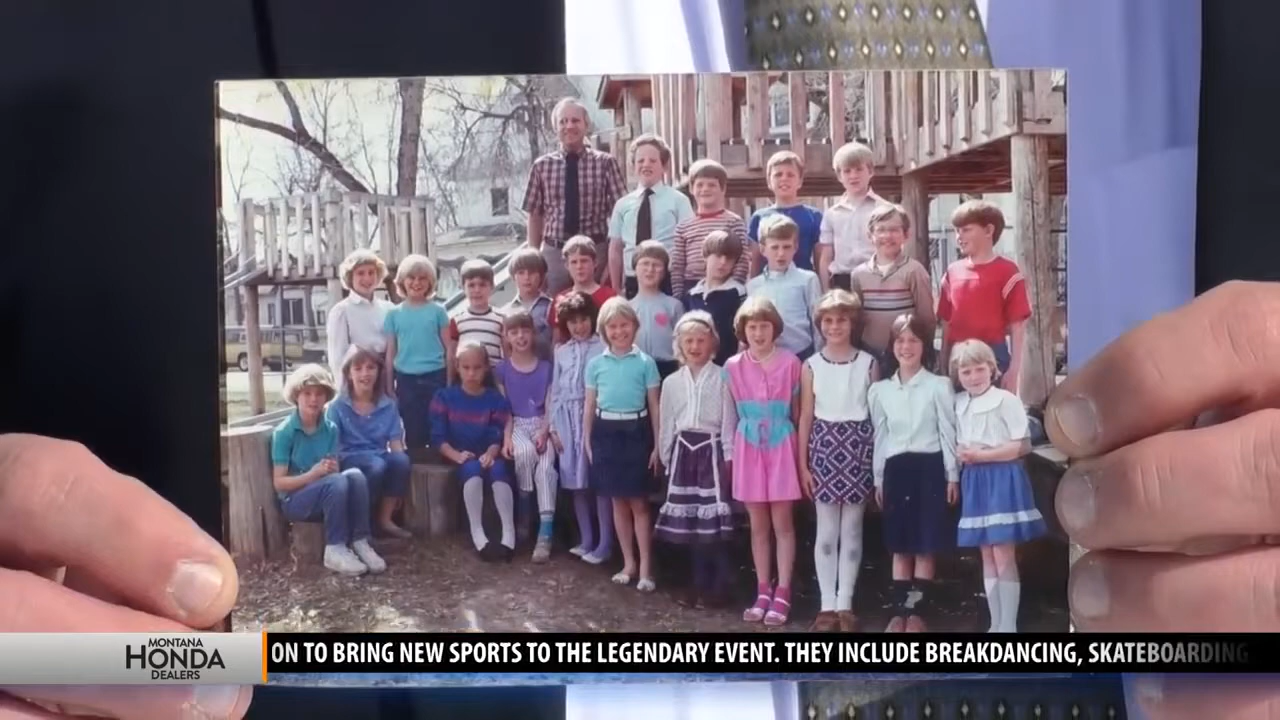 MONTANA
HONDA
DEALERS
ON TO BRING NEW SPORTS TO THE LEGENDARY EVENT. THEY INCLUDE BREAKDANCING, SKATEBOARDING